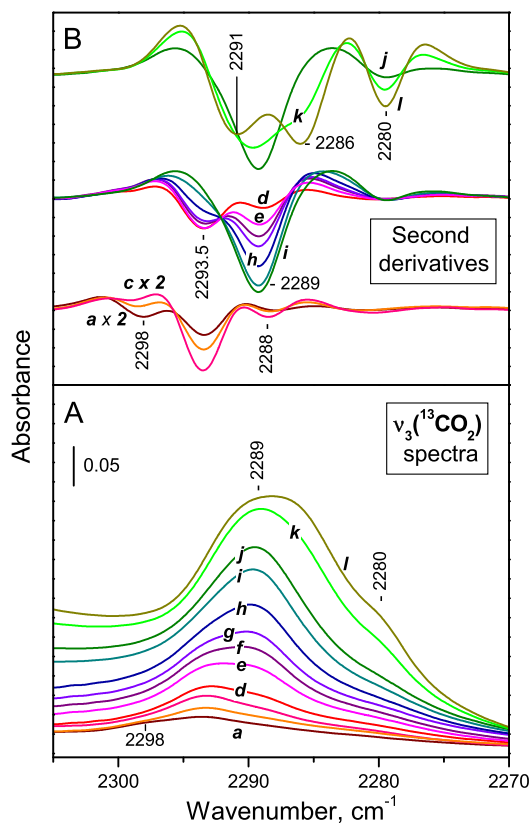 B
2291
j
k
l
2286
2280
d
e
h
i
Second
derivatives
2293.5
2289
c x 2
a x 2
2298
2288
Absorbance
A
ν₃(¹³CO₂)
spectra
0.05
2289
k
l
2280
j
i
h
g
f
e
d
2298
a
2300
2290
2280
2270
Wavenumber, cm⁻¹